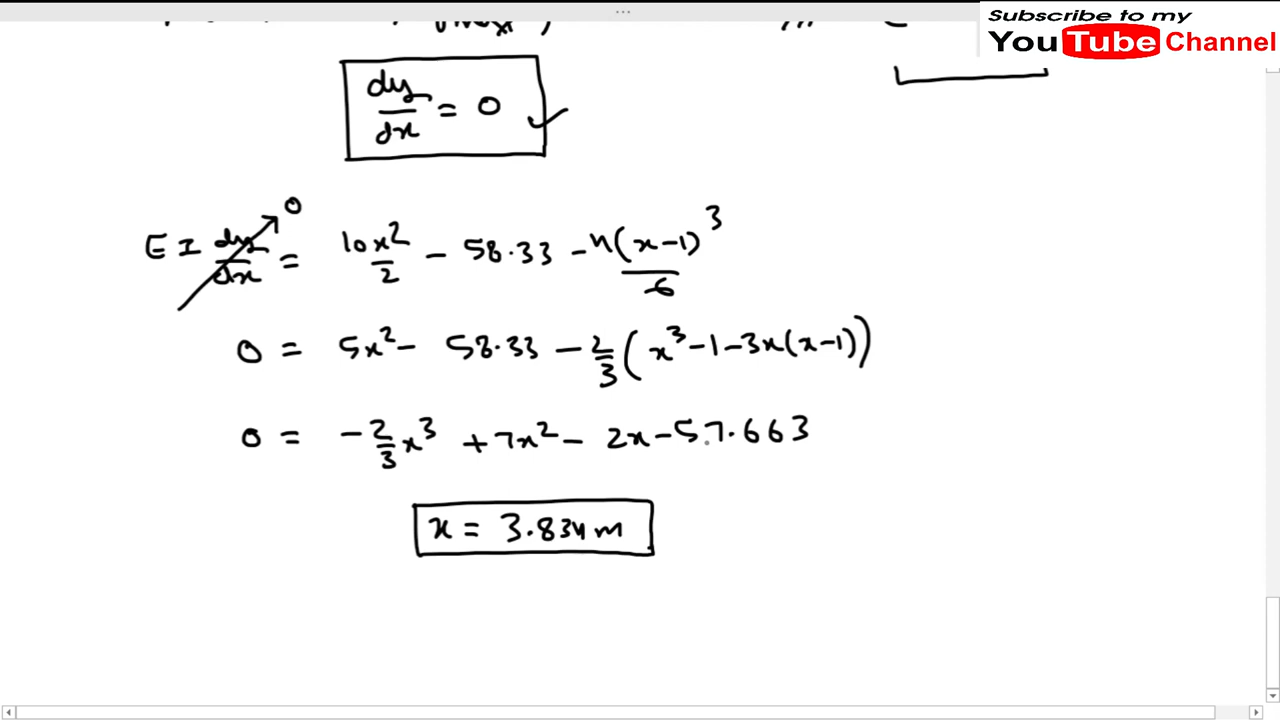 Subscribe to my
YouTube Channel
dy/dx = 0 ✓
EI dy/dx 0 = 10x²/2 - 58.33 - 4(x-1)³/6
0 = 5x² - 58.33 - 2/3 (x³-1-3x(x-1))
0 = -2/3 x³ + 7x² - 2x - 57.663
x = 3.834m